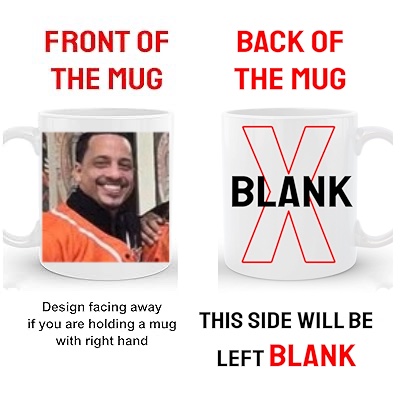 FRONT OF
THE MUG
BACK OF
THE MUG
X
BLANK
Design facing away
if you are holding a mug
with right hand
THIS SIDE WILL BE
LEFT BLANK